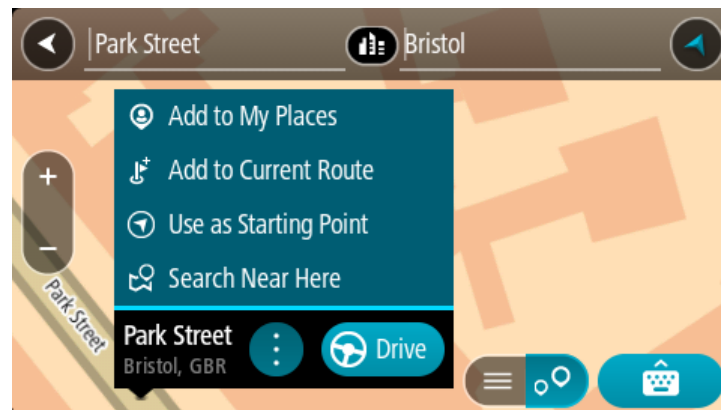 Park Street
Bristol
Add to My Places
Add to Current Route
Use as Starting Point
Search Near Here
Park Street
Park Street
Bristol, GBR
Drive